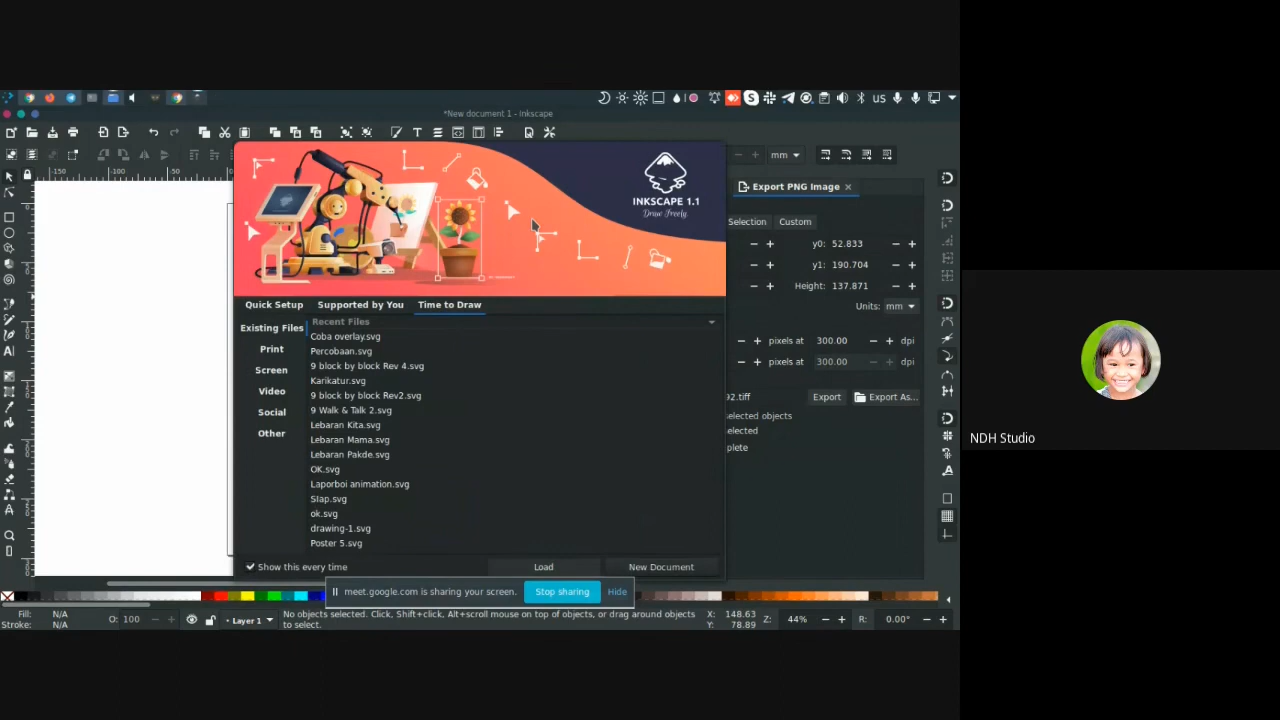 US
*New document 1 - Inkscape
mm
-150
-100
-50
INKSCAPE 1.1
Draw Freely
Export PNG Image
Selection Custom
y0: 52.833
y1: 190.704
Height: 137.871
Units: mm
pixels at 300.00 dpi
pixels at 300.00 dpi
92.tiff Export Export As...
selected objects
elected
plete
Quick Setup Supported by You Time to Draw
Existing Files
Print
Screen
Video
Social
Other
Recent Files
Coba overlay.svg
Percobaan.svg
9 block by block Rev 4.svg
Karikatur.svg
9 block by block Rev2.svg
9 Walk & Talk 2.svg
Lebaran Kita.svg
Lebaran Mama.svg
Lebaran Pakde.svg
OK.svg
Laporboi animation.svg
SIap.svg
ok.svg
drawing-1.svg
Poster 5.svg
Show this every time Load New Document
meet.google.com is sharing your screen. Stop sharing Hide
Fill: N/A
Stroke: N/A
O: 100
Layer 1
No objects selected. Click, Shift+click, Alt+scroll mouse on top of objects, or drag around objects
to select.
X: 148.63
Y: 78.89
Z: 44%
R: 0.00°
NDH Studio